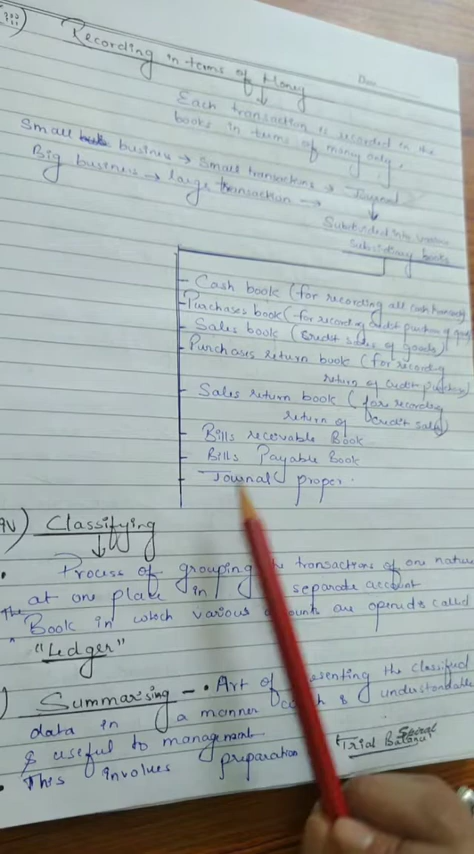 III)
Recording in terms of Money
Each transaction is recorded in the
books in terms of money only.
Small business → Small transactions → Journal
Big business → large transaction →
Subdivided into various
subsidiary books
Cash book (for recording all cash
Purchases book (for recording credit purchase of
Sales book (credit sales of goods)
Purchases return book (for recording
return of credit purchases)
Sales return book (for recording
return of credit sales)
Bills receivable Book
Bills Payable Book
Journal proper.
IV) Classifying
Process of grouping the transactions of one nature
at one place in separate account
The Book in which various accounts are opened called
"Ledger"
Summarising - • Art of presenting the classified
data in a manner which is understandable
& useful to management
• This involves preparation
Trial Balance
Spiral